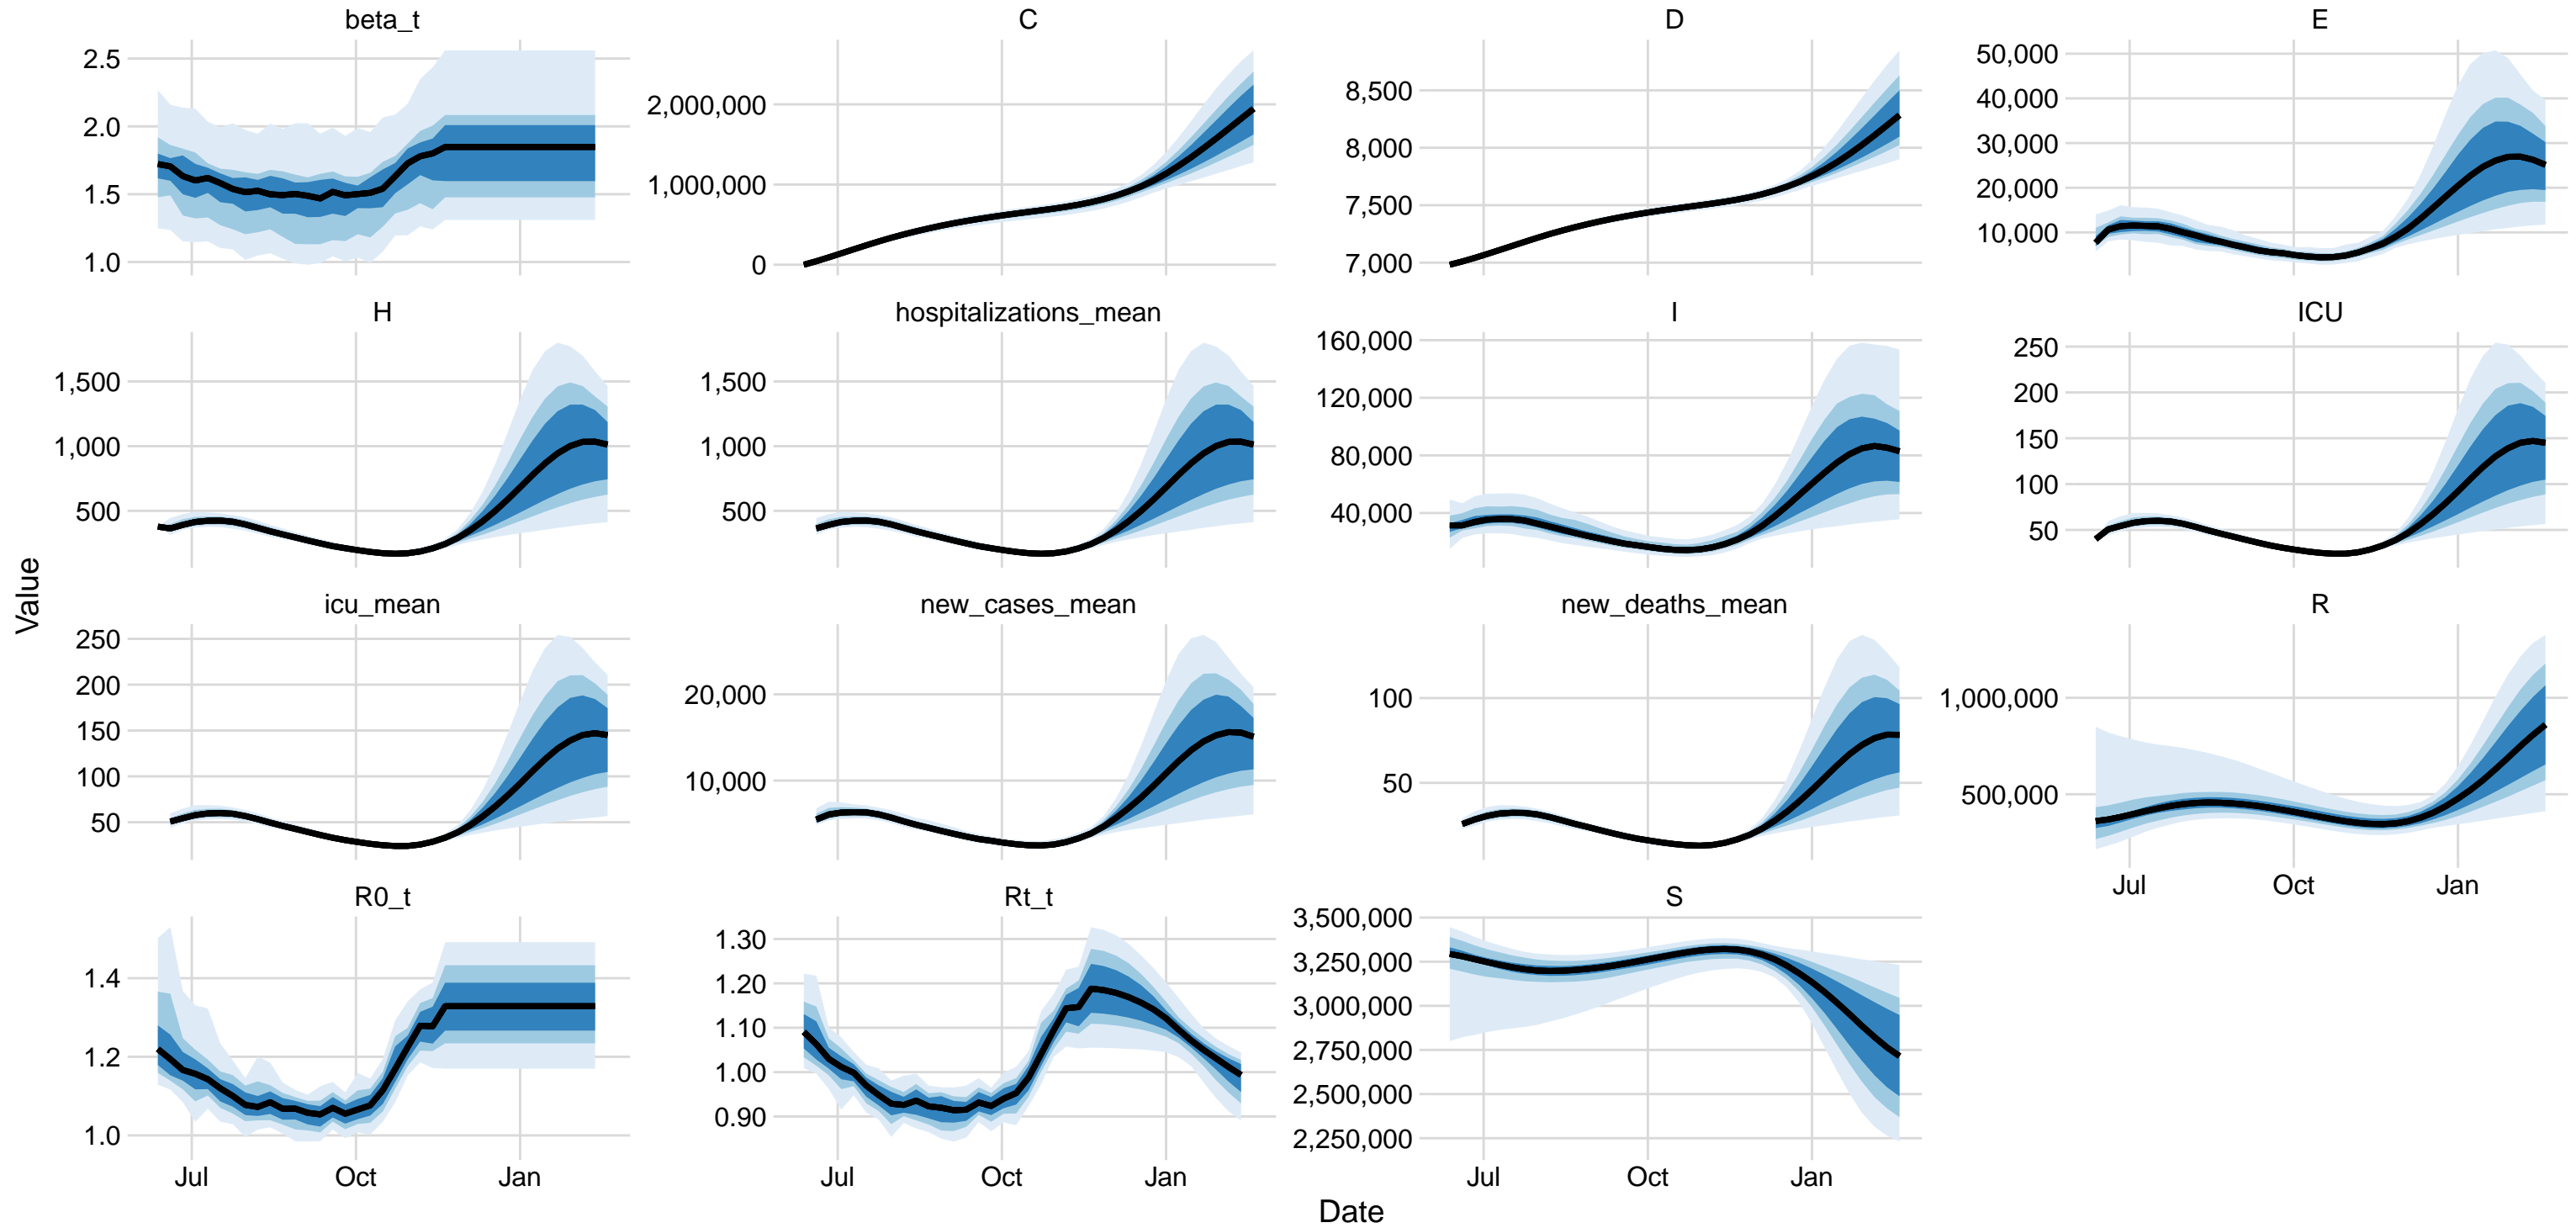 beta_t
2.5
2.0
1.5
1.0
C
2,000,000
1,000,000
0
D
8,500
8,000
7,500
7,000
E
50,000
40,000
30,000
20,000
10,000
H
1,500
1,000
500
hospitalizations_mean
1,500
1,000
500
I
160,000
120,000
80,000
40,000
ICU
250
200
150
100
50
Value
icu_mean
250
200
150
100
50
new_cases_mean
20,000
10,000
new_deaths_mean
100
50
R
1,000,000
500,000
Jul Oct Jan
R0_t
1.4
1.2
1.0
Jul Oct Jan
Rt_t
1.30
1.20
1.10
1.00
0.90
Jul Oct Jan
S
3,500,000
3,250,000
3,000,000
2,750,000
2,500,000
2,250,000
Jul Oct Jan
Date